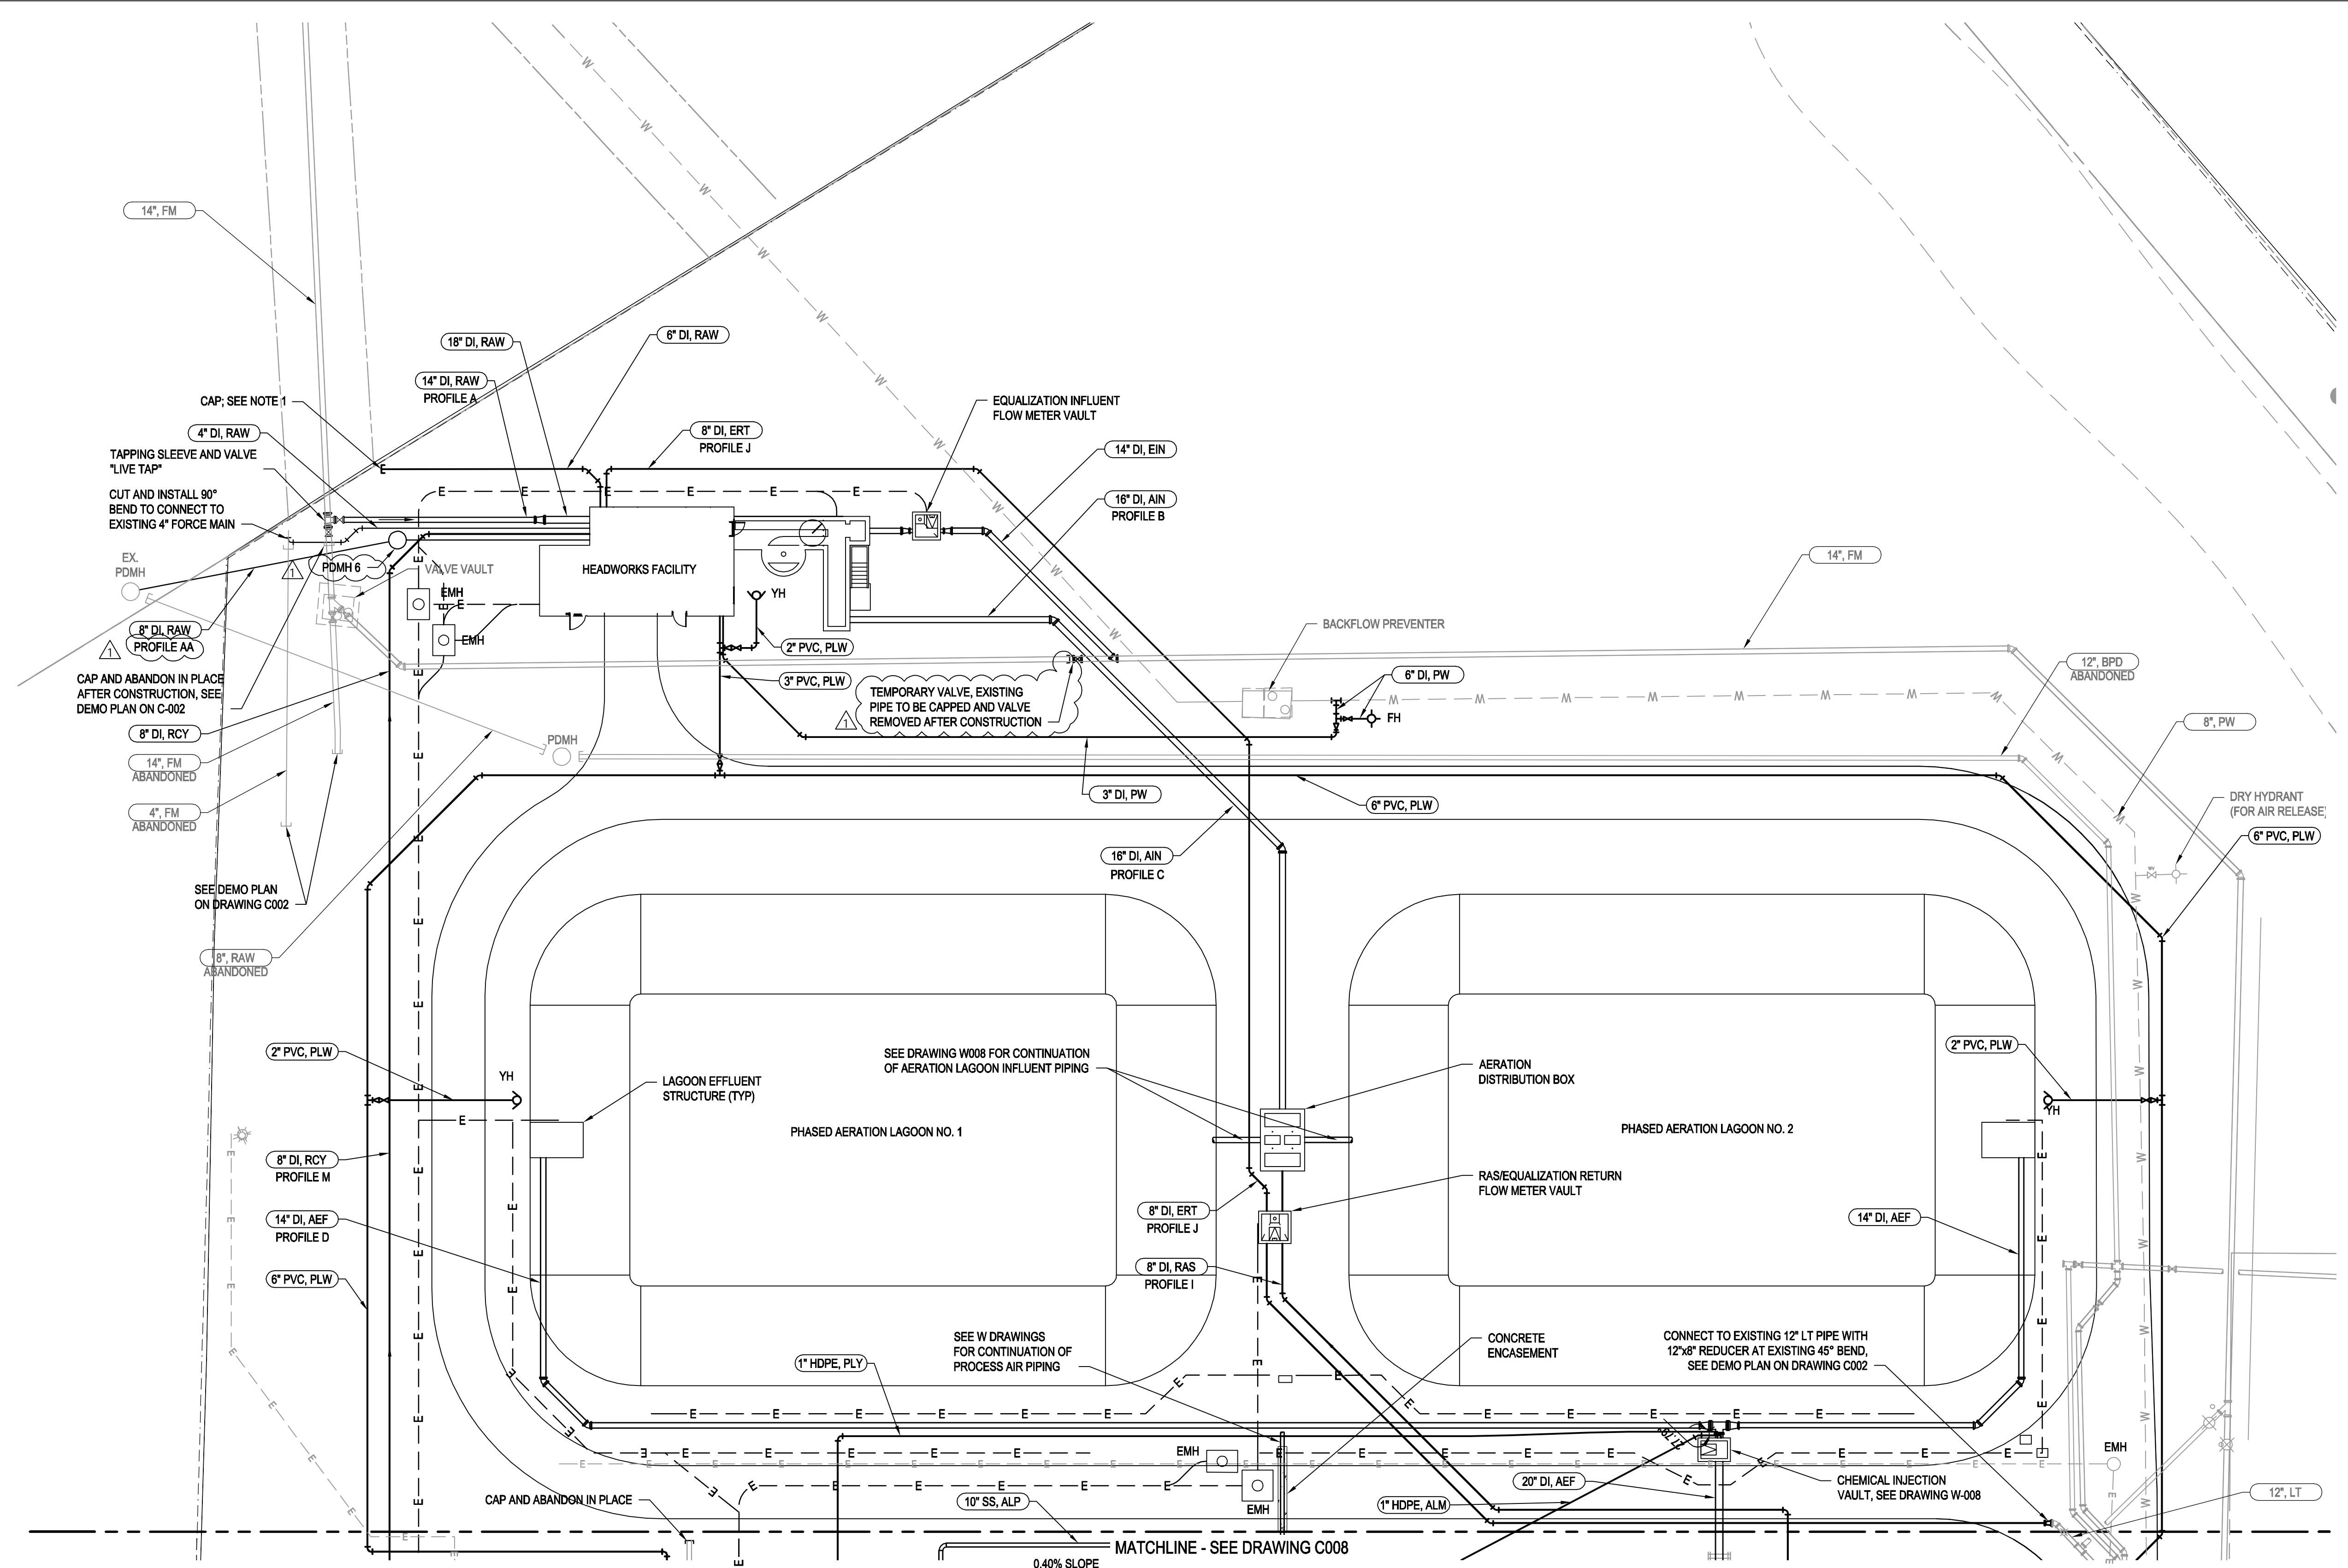 14", FM
18" DI, RAW
6" DI, RAW
14" DI, RAW
PROFILE A
CAP; SEE NOTE 1
4" DI, RAW
TAPPING SLEEVE AND VALVE
"LIVE TAP"
CUT AND INSTALL 90°
BEND TO CONNECT TO
EXISTING 4" FORCE MAIN
EX.
PDMH
1
PDMH 6
VALVE VAULT
8" DI, RAW
PROFILE AA
1
CAP AND ABANDON IN PLACE
AFTER CONSTRUCTION, SEE
DEMO PLAN ON C-002
8" DI, RCY
14", FM
ABANDONED
4", FM
ABANDONED
SEE DEMO PLAN
ON DRAWING C002
8", RAW
ABANDONED
8" DI, ERT
PROFILE J
EQUALIZATION INFLUENT
FLOW METER VAULT
14" DI, EIN
16" DI, AIN
PROFILE B
HEADWORKS FACILITY
EMH
EMH
YH
2" PVC, PLW
3" PVC, PLW
TEMPORARY VALVE, EXISTING
PIPE TO BE CAPPED AND VALVE
REMOVED AFTER CONSTRUCTION
1
PDMH
BACKFLOW PREVENTER
6" DI, PW
FH
14", FM
12", BPD
ABANDONED
8", PW
DRY HYDRANT
(FOR AIR RELEASE)
6" PVC, PLW
3" DI, PW
6" PVC, PLW
16" DI, AIN
PROFILE C
2" PVC, PLW
YH
LAGOON EFFLUENT
STRUCTURE (TYP)
SEE DRAWING W008 FOR CONTINUATION
OF AERATION LAGOON INFLUENT PIPING
AERATION
DISTRIBUTION BOX
2" PVC, PLW
YH
PHASED AERATION LAGOON NO. 1
PHASED AERATION LAGOON NO. 2
8" DI, RCY
PROFILE M
14" DI, AEF
PROFILE D
6" PVC, PLW
RAS/EQUALIZATION RETURN
FLOW METER VAULT
8" DI, ERT
PROFILE J
14" DI, AEF
8" DI, RAS
PROFILE I
SEE W DRAWINGS
FOR CONTINUATION OF
PROCESS AIR PIPING
1" HDPE, PLY
CONCRETE
ENCASEMENT
CONNECT TO EXISTING 12" LT PIPE WITH
12"x8" REDUCER AT EXISTING 45° BEND,
SEE DEMO PLAN ON DRAWING C002
EMH
EMH
EMH
CAP AND ABANDON IN PLACE
10" SS, ALP
20" DI, AEF
1" HDPE, ALM
CHEMICAL INJECTION
VAULT, SEE DRAWING W-008
12", LT
MATCHLINE - SEE DRAWING C008
0.40% SLOPE